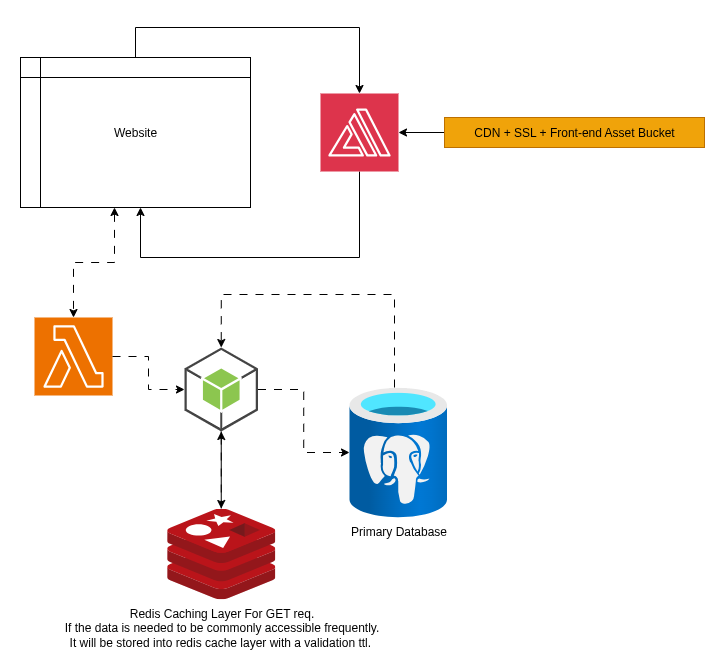 Website
CDN + SSL + Front-end Asset Bucket
Primary Database
Redis Caching Layer For GET req.
If the data is needed to be commonly accessible frequently.
It will be stored into redis cache layer with a validation ttl.